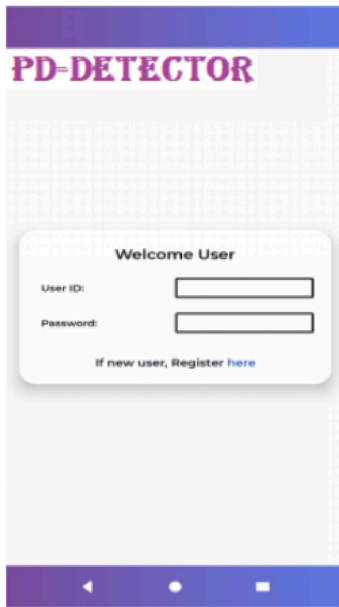 PD-DETECTOR
Welcome User
User ID:
Password:
If new user, Register here